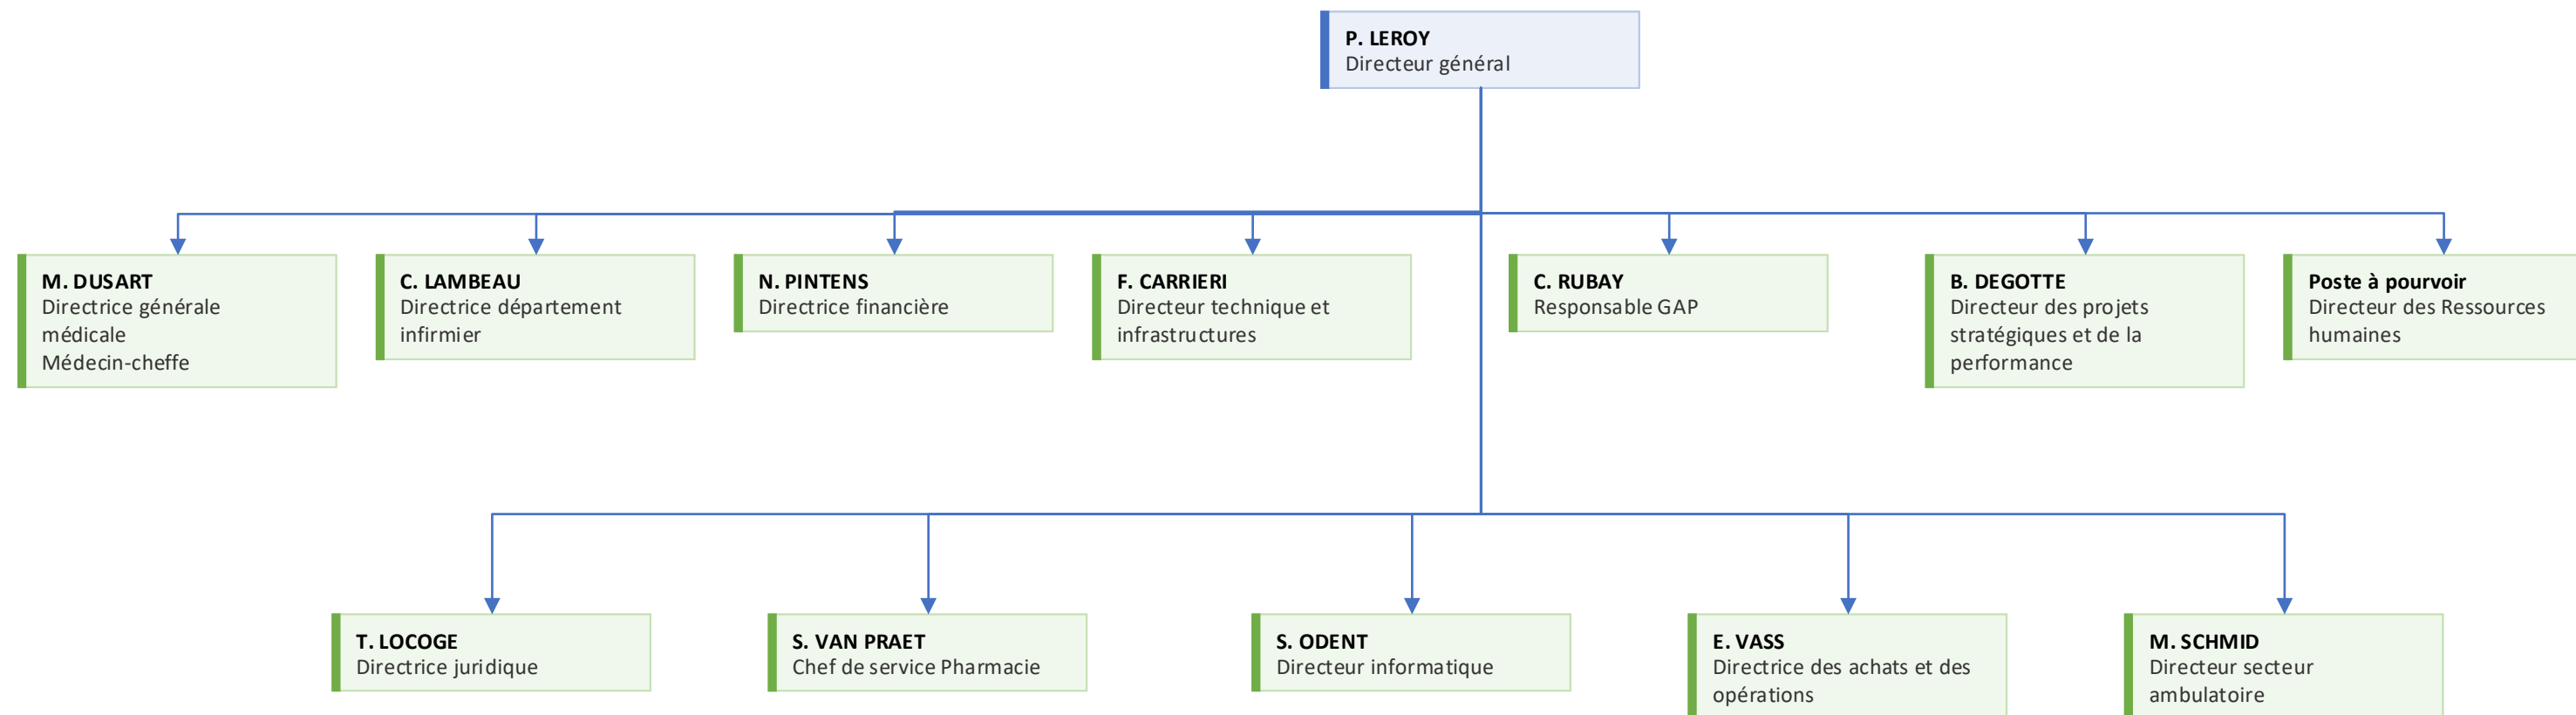 P. LEROY
Directeur général
M. DUSART
Directrice générale
médicale
Médecin-cheffe
C. LAMBEAU
Directrice département
infirmier
N. PINTENS
Directrice financière
F. CARRIERI
Directeur technique et
infrastructures
C. RUBAY
Responsable GAP
B. DEGOTTE
Directeur des projets
stratégiques et de la
performance
Poste à pourvoir
Directeur des Ressources
humaines
T. LOCOGE
Directrice juridique
S. VAN PRAET
Chef de service Pharmacie
S. ODENT
Directeur informatique
E. VASS
Directrice des achats et des
opérations
M. SCHMID
Directeur secteur
ambulatoire